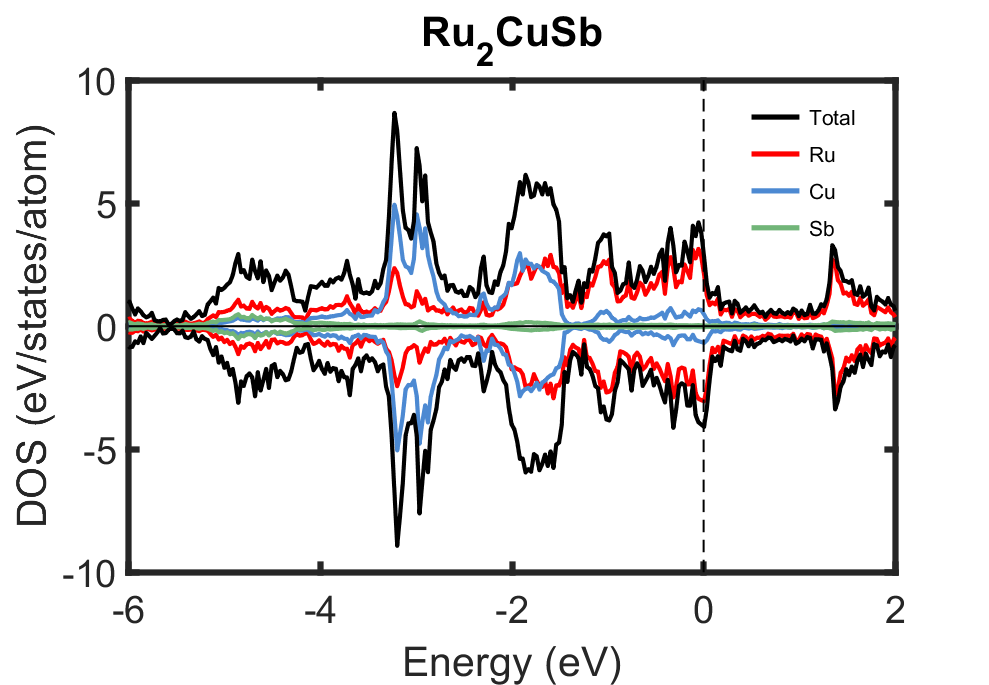 Ru₂CuSb
10
5
0
-5
-10
DOS (eV/states/atom)
Total
Ru
Cu
Sb
-6 -4 -2 0 2
Energy (eV)